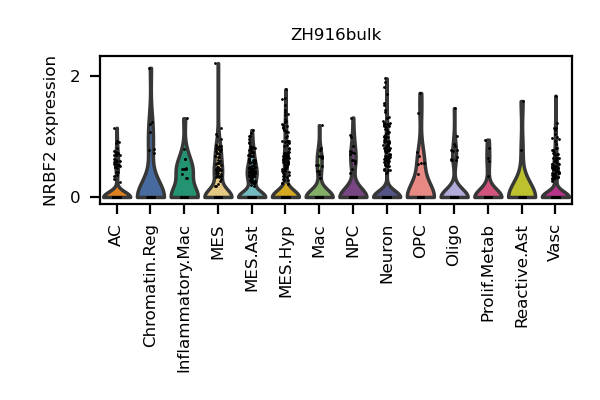 ZH916bulk
NRBF2 expression
2
0
AC
Chromatin.Reg
Inflammatory.Mac
MES
MES.Ast
MES.Hyp
Mac
NPC
Neuron
OPC
Oligo
Prolif.Metab
Reactive.Ast
Vasc